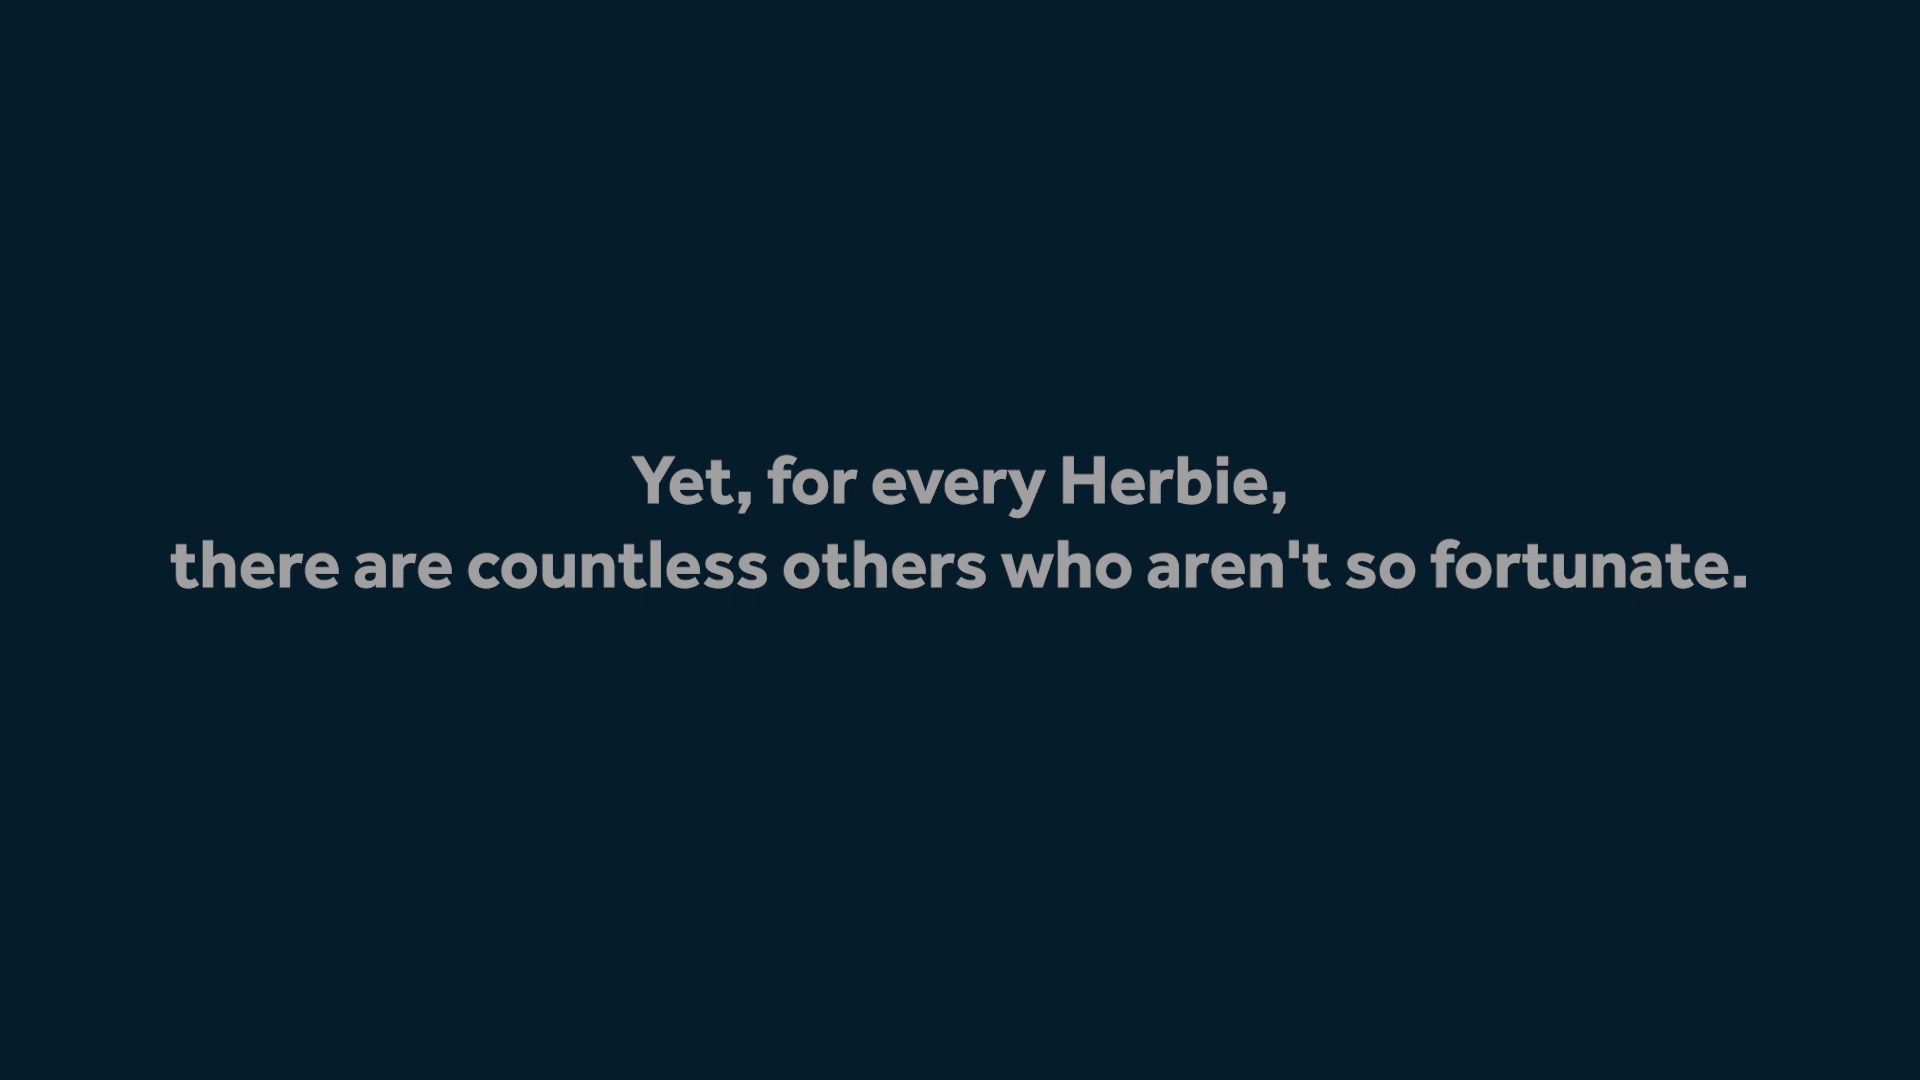 Yet, for every Herbie,
there are countless others who aren't so fortunate.